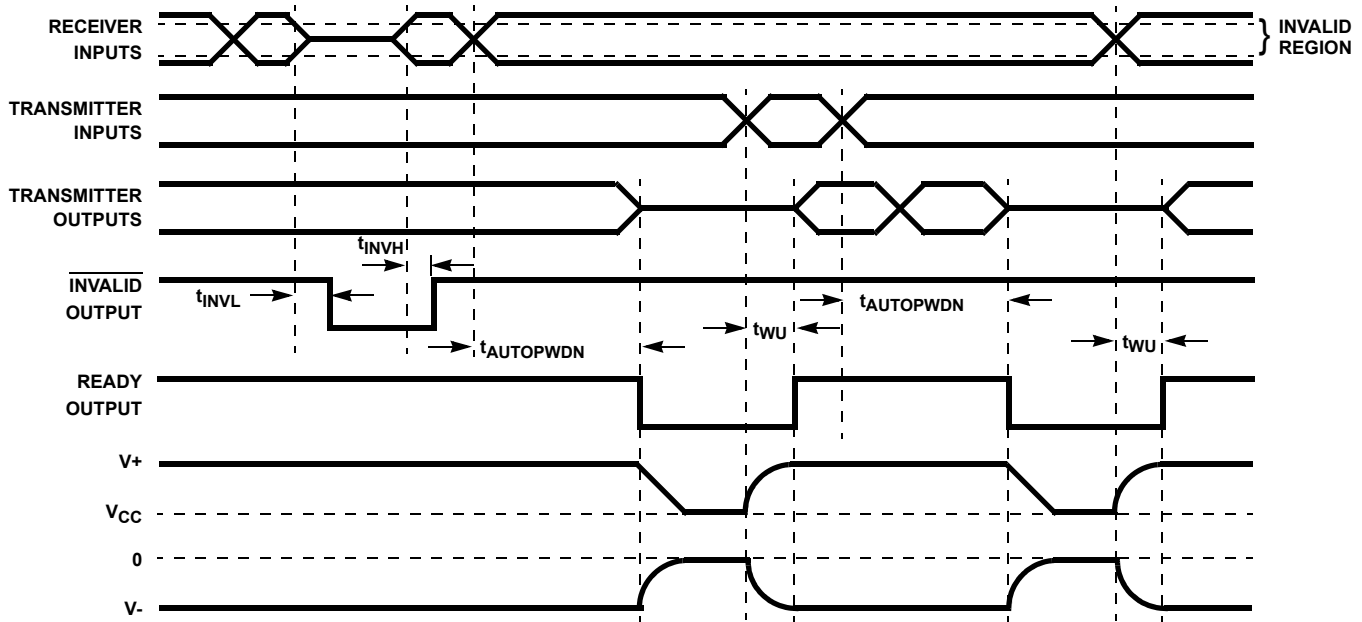 RECEIVER
INPUTS
} INVALID
REGION
TRANSMITTER
INPUTS
TRANSMITTER
OUTPUTS
tINVH
INVALID
OUTPUT
tINVL
tAUTOPWDN
tWU
tAUTOPWDN
tWU
READY
OUTPUT
V+
VCC
0
V-